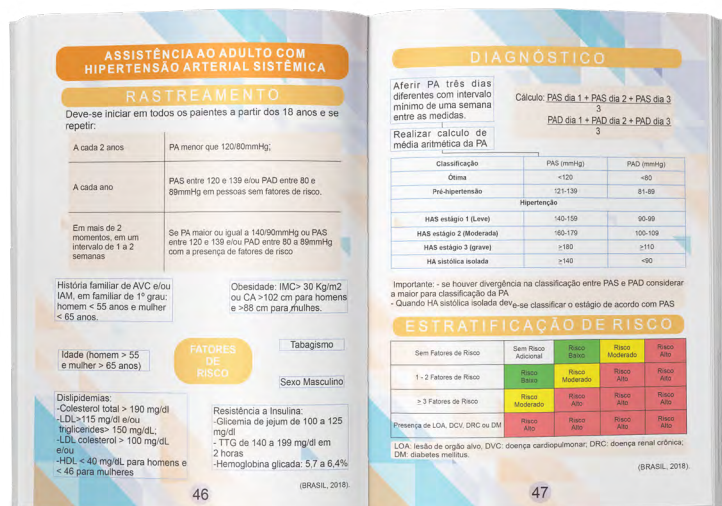 ASSISTÊNCIA AO ADULTO COM
HIPERTENSÃO ARTERIAL SISTÊMICA
RASTREAMENTO
Deve-se iniciar em todos os paientes a partir dos 18 anos e se
repetir:
A cada 2 anos
PA menor que 120/80mmHg;
A cada ano
PAS entre 120 e 139 e/ou PAD entre 80 e
89mmHg em pessoas sem fatores de risco.
Em mais de 2
momentos, em um
intervalo de 1 a 2
semanas
Se PA maior ou igual a 140/90mmHg ou PAS
entre 120 e 139 e/ou PAD entre 80 a 89mmHg
com a presença de fatores de risco
História familiar de AVC e/ou
IAM, em familiar de 1º grau:
homem < 55 anos e mulher
< 65 anos.
Obesidade: IMC> 30 Kg/m2
ou CA >102 cm para homens
e >88 cm para mulhes.
Idade (homem > 55
e mulher > 65 anos)
FATORES
DE
RISCO
Tabagismo
Sexo Masculino
Dislipidemias:
-Colesterol total > 190 mg/dl
-LDL>115 mg/dl e/ou
triglicérides> 150 mg/dL;
-LDL colesterol > 100 mg/dL
e/ou
-HDL < 40 mg/dL para homens e
< 46 para mulheres
Resistência a Insulina:
-Glicemia de jejum de 100 a 125
mg/dl
- TTG de 140 a 199 mg/dl em
2 horas
-Hemoglobina glicada: 5,7 a 6,4%
(BRASIL, 2018).
46
DIAGNÓSTICO
Aferir PA três dias
diferentes com intervalo
mínimo de uma semana
entre as medidas.
Realizar calculo de
média aritmética da PA
Cálculo: PAS dia 1 + PAS dia 2 + PAS dia 3
3
PAD dia 1 + PAD dia 2 + PAD dia 3
3
Classificação PAS (mmHg) PAD (mmHg)
Ótima <120 <80
Pré-hipertensão 121-139 81-89
Hipertenção
HAS estágio 1 (Leve) 140-159 90-99
HAS estágio 2 (Moderada) 160-179 100-109
HAS estágio 3 (grave) ≥180 ≥110
HA sistólica isolada ≥140 <90
Importante: - se houver divergência na classificação entre PAS e PAD considerar
a maior para classificação da PA
- Quando HA sistólica isolada deve-se classificar o estágio de acordo com PAS
ESTRATIFICAÇÃO DE RISCO
Sem Fatores de Risco Sem Risco Adicional Risco Baixo Risco Moderado Risco Alto
1 - 2 Fatores de Risco Risco Baixo Risco Moderado Risco Alto Risco Alto
≥ 3 Fatores de Risco Risco Moderado Risco Alto Risco Alto Risco Alto
Presença de LOA, DCV, DRC ou DM Risco Alto Risco Alto Risco Alto Risco Alto
LOA: lesão de orgão alvo, DVC: doença cardiopulmonar; DRC: doença renal crônica;
DM: diabetes mellitus.
(BRASIL, 2018).
47